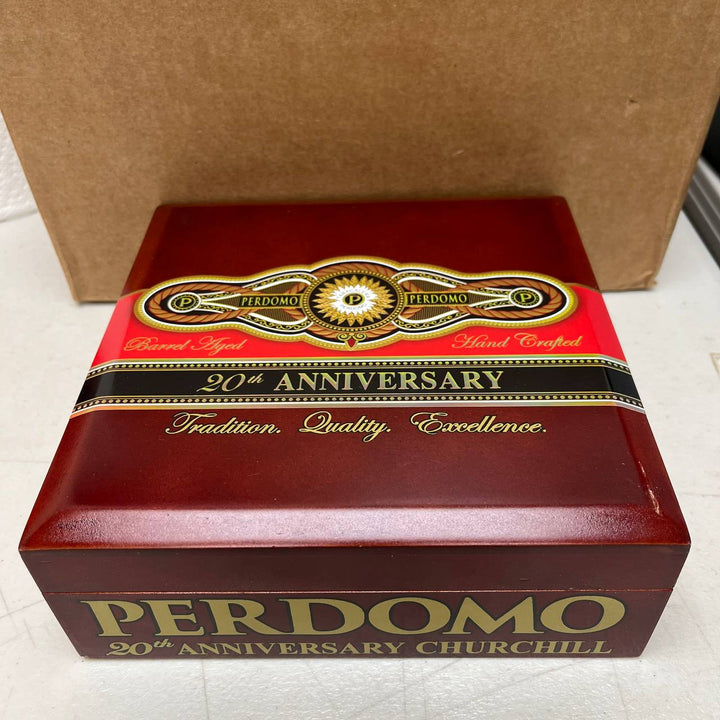 P PERDOMO P PERDOMO P
Barrel Aged Hand Crafted
20th ANNIVERSARY
Tradition. Quality. Excellence.
PERDOMO
20th ANNIVERSARY CHURCHILL